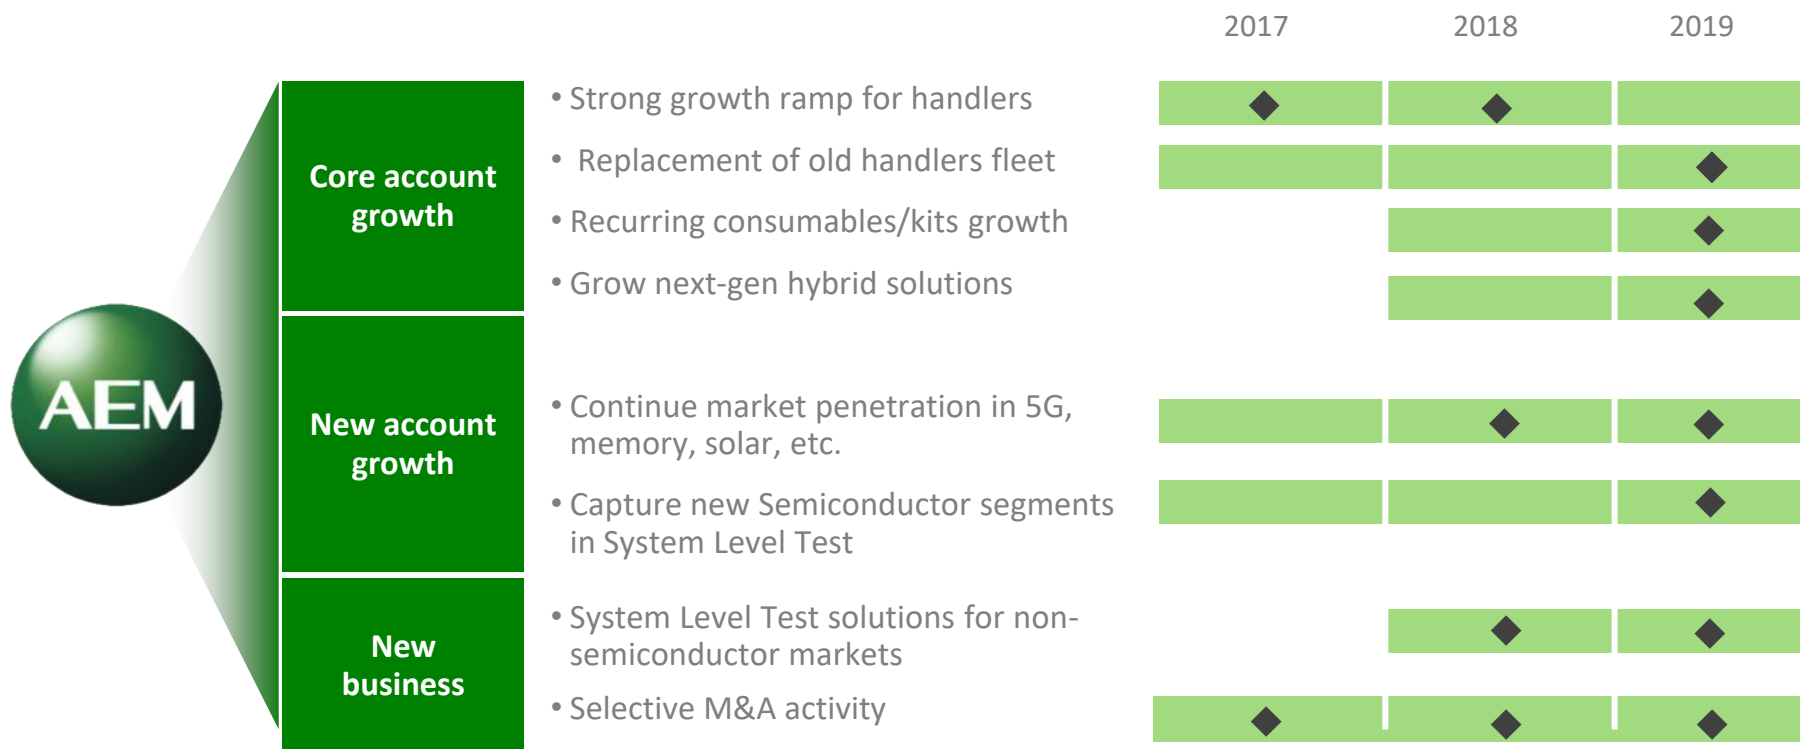 2017 2018 2019
• Strong growth ramp for handlers
• Replacement of old handlers fleet
• Recurring consumables/kits growth
• Grow next-gen hybrid solutions
Core account
growth
AEM
New account
growth
• Continue market penetration in 5G,
memory, solar, etc.
• Capture new Semiconductor segments
in System Level Test
New
business
• System Level Test solutions for non-
semiconductor markets
• Selective M&A activity